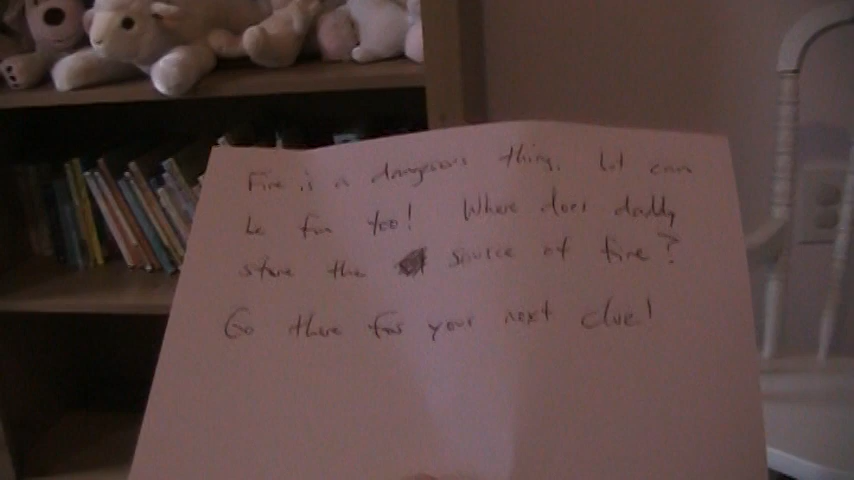 Fire is a dangerous thing. but can
be fun too! Where does daddy
store the source of fire?
Go there for your next clue!